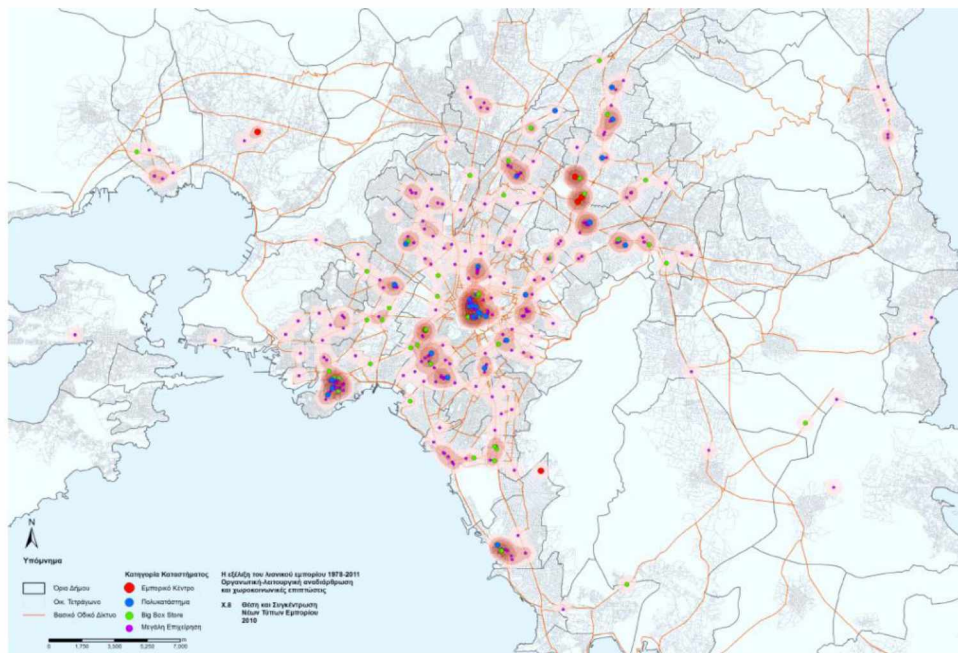 N
Υπόμνημα
Όρια Δήμου
Οικ. Τετράγωνο
Βασικό Οδικό Δίκτυο
Κατηγορία Καταστήματος
Εμπορικό Κέντρο
Πολυκατάστημα
Big Box Store
Μεγάλη Επιχείρηση
Η εξέλιξη του λιανικού εμπορίου 1978-2011
Οργανωτική-λειτουργική αναδιάρθρωση
και χωροκοινωνικές επιπτώσεις
Χ.8 Θέση και Συγκέντρωση
Νέων Τόπων Εμπορίου
2010
0 1,750 3,500 5,250 7,000
m